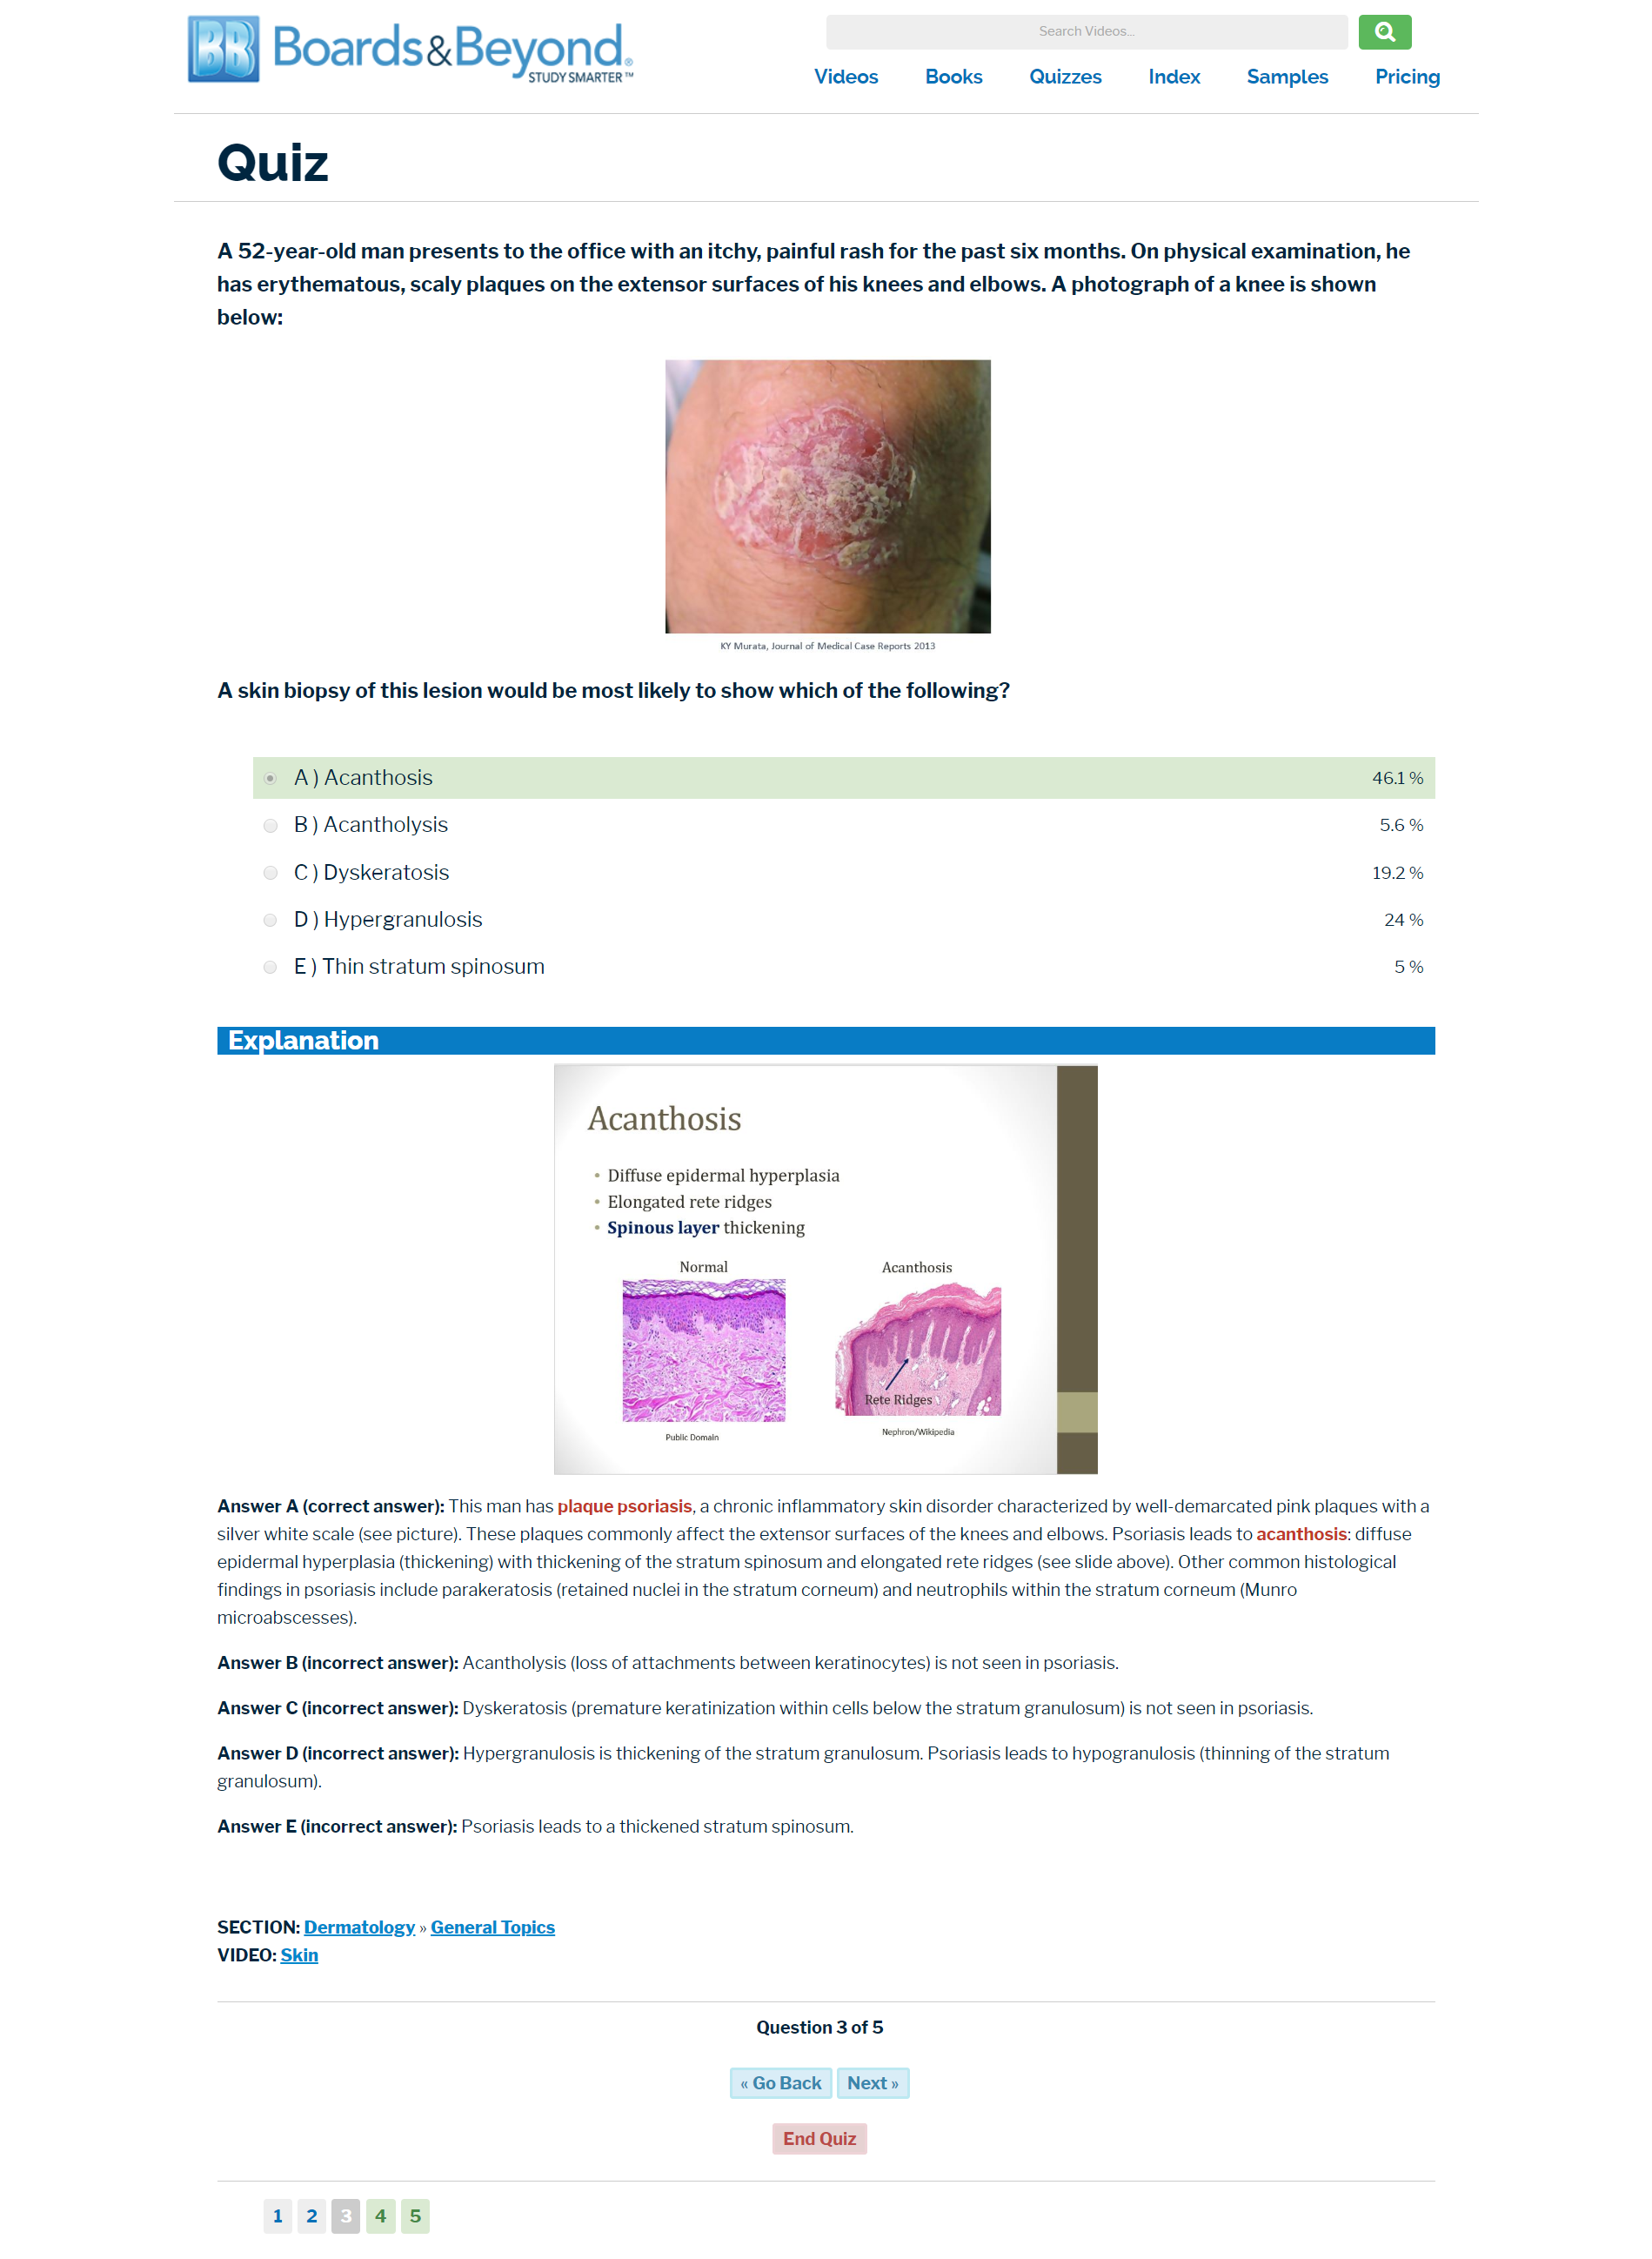 BB Boards&Beyond®
STUDY SMARTER™
Search Videos...
Videos Books Quizzes Index Samples Pricing
Quiz
A 52-year-old man presents to the office with an itchy, painful rash for the past six months. On physical examination, he
has erythematous, scaly plaques on the extensor surfaces of his knees and elbows. A photograph of a knee is shown
below:
KY Murata, Journal of Medical Case Reports 2013
A skin biopsy of this lesion would be most likely to show which of the following?
A ) Acanthosis 46.1 %
B ) Acantholysis 5.6 %
C ) Dyskeratosis 19.2 %
D ) Hypergranulosis 24 %
E ) Thin stratum spinosum 5 %
Explanation
Acanthosis
• Diffuse epidermal hyperplasia
• Elongated rete ridges
• Spinous layer thickening
Normal Acanthosis
Rete Ridges
Public Domain Nephron/Wikipedia
Answer A (correct answer): This man has plaque psoriasis, a chronic inflammatory skin disorder characterized by well-demarcated pink plaques with a
silver white scale (see picture). These plaques commonly affect the extensor surfaces of the knees and elbows. Psoriasis leads to acanthosis: diffuse
epidermal hyperplasia (thickening) with thickening of the stratum spinosum and elongated rete ridges (see slide above). Other common histological
findings in psoriasis include parakeratosis (retained nuclei in the stratum corneum) and neutrophils within the stratum corneum (Munro
microabscesses).
Answer B (incorrect answer): Acantholysis (loss of attachments between keratinocytes) is not seen in psoriasis.
Answer C (incorrect answer): Dyskeratosis (premature keratinization within cells below the stratum granulosum) is not seen in psoriasis.
Answer D (incorrect answer): Hypergranulosis is thickening of the stratum granulosum. Psoriasis leads to hypogranulosis (thinning of the stratum
granulosum).
Answer E (incorrect answer): Psoriasis leads to a thickened stratum spinosum.
SECTION: Dermatology » General Topics
VIDEO: Skin
Question 3 of 5
« Go Back Next »
End Quiz
1 2 3 4 5